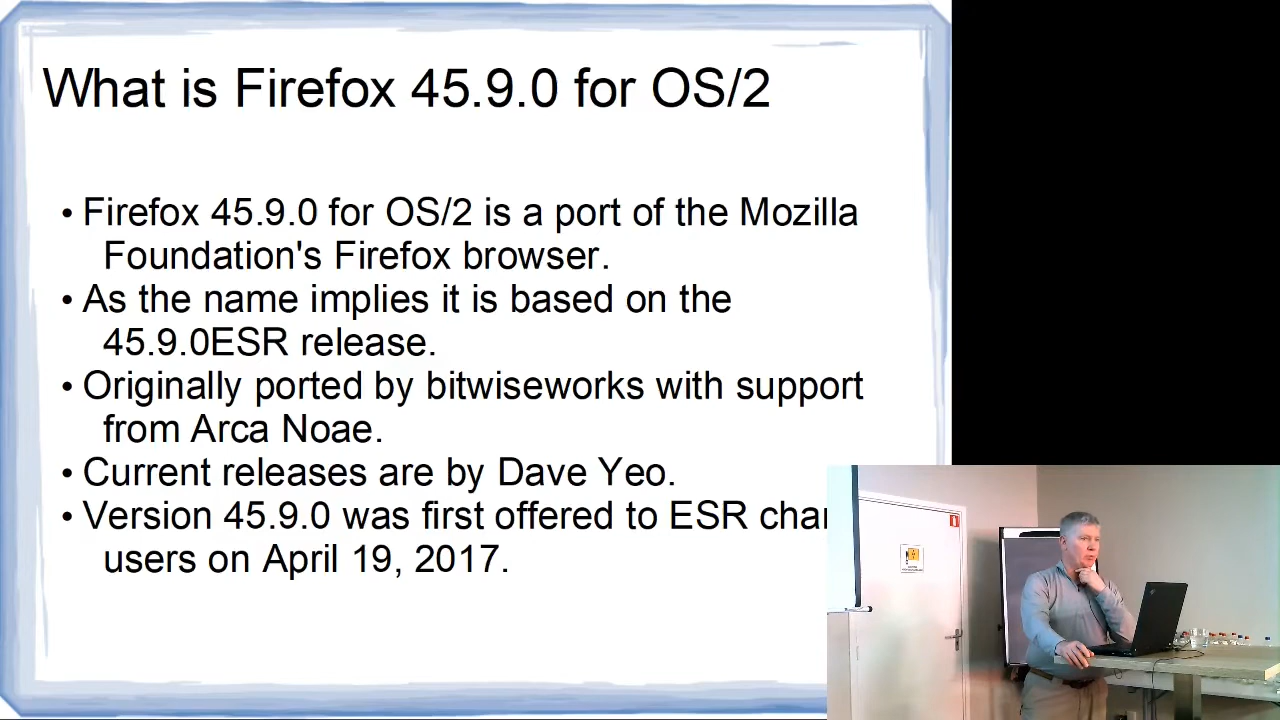 What is Firefox 45.9.0 for OS/2
• Firefox 45.9.0 for OS/2 is a port of the Mozilla
Foundation's Firefox browser.
• As the name implies it is based on the
45.9.0ESR release.
• Originally ported by bitwiseworks with support
from Arca Noae.
• Current releases are by Dave Yeo.
• Version 45.9.0 was first offered to ESR
users on April 19, 2017.